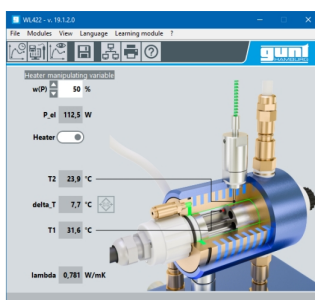 WL422 - v. 19.1.2.0
File Modules View Language Learning module ?
gunt
HAMBURG
Heater manipulating variable
w(P) 50 %
P_el 112,5 W
Heater
T2 23,9 °C
delta_T 7,7 °C
T1 31,6 °C
lambda 0,781 W/mK